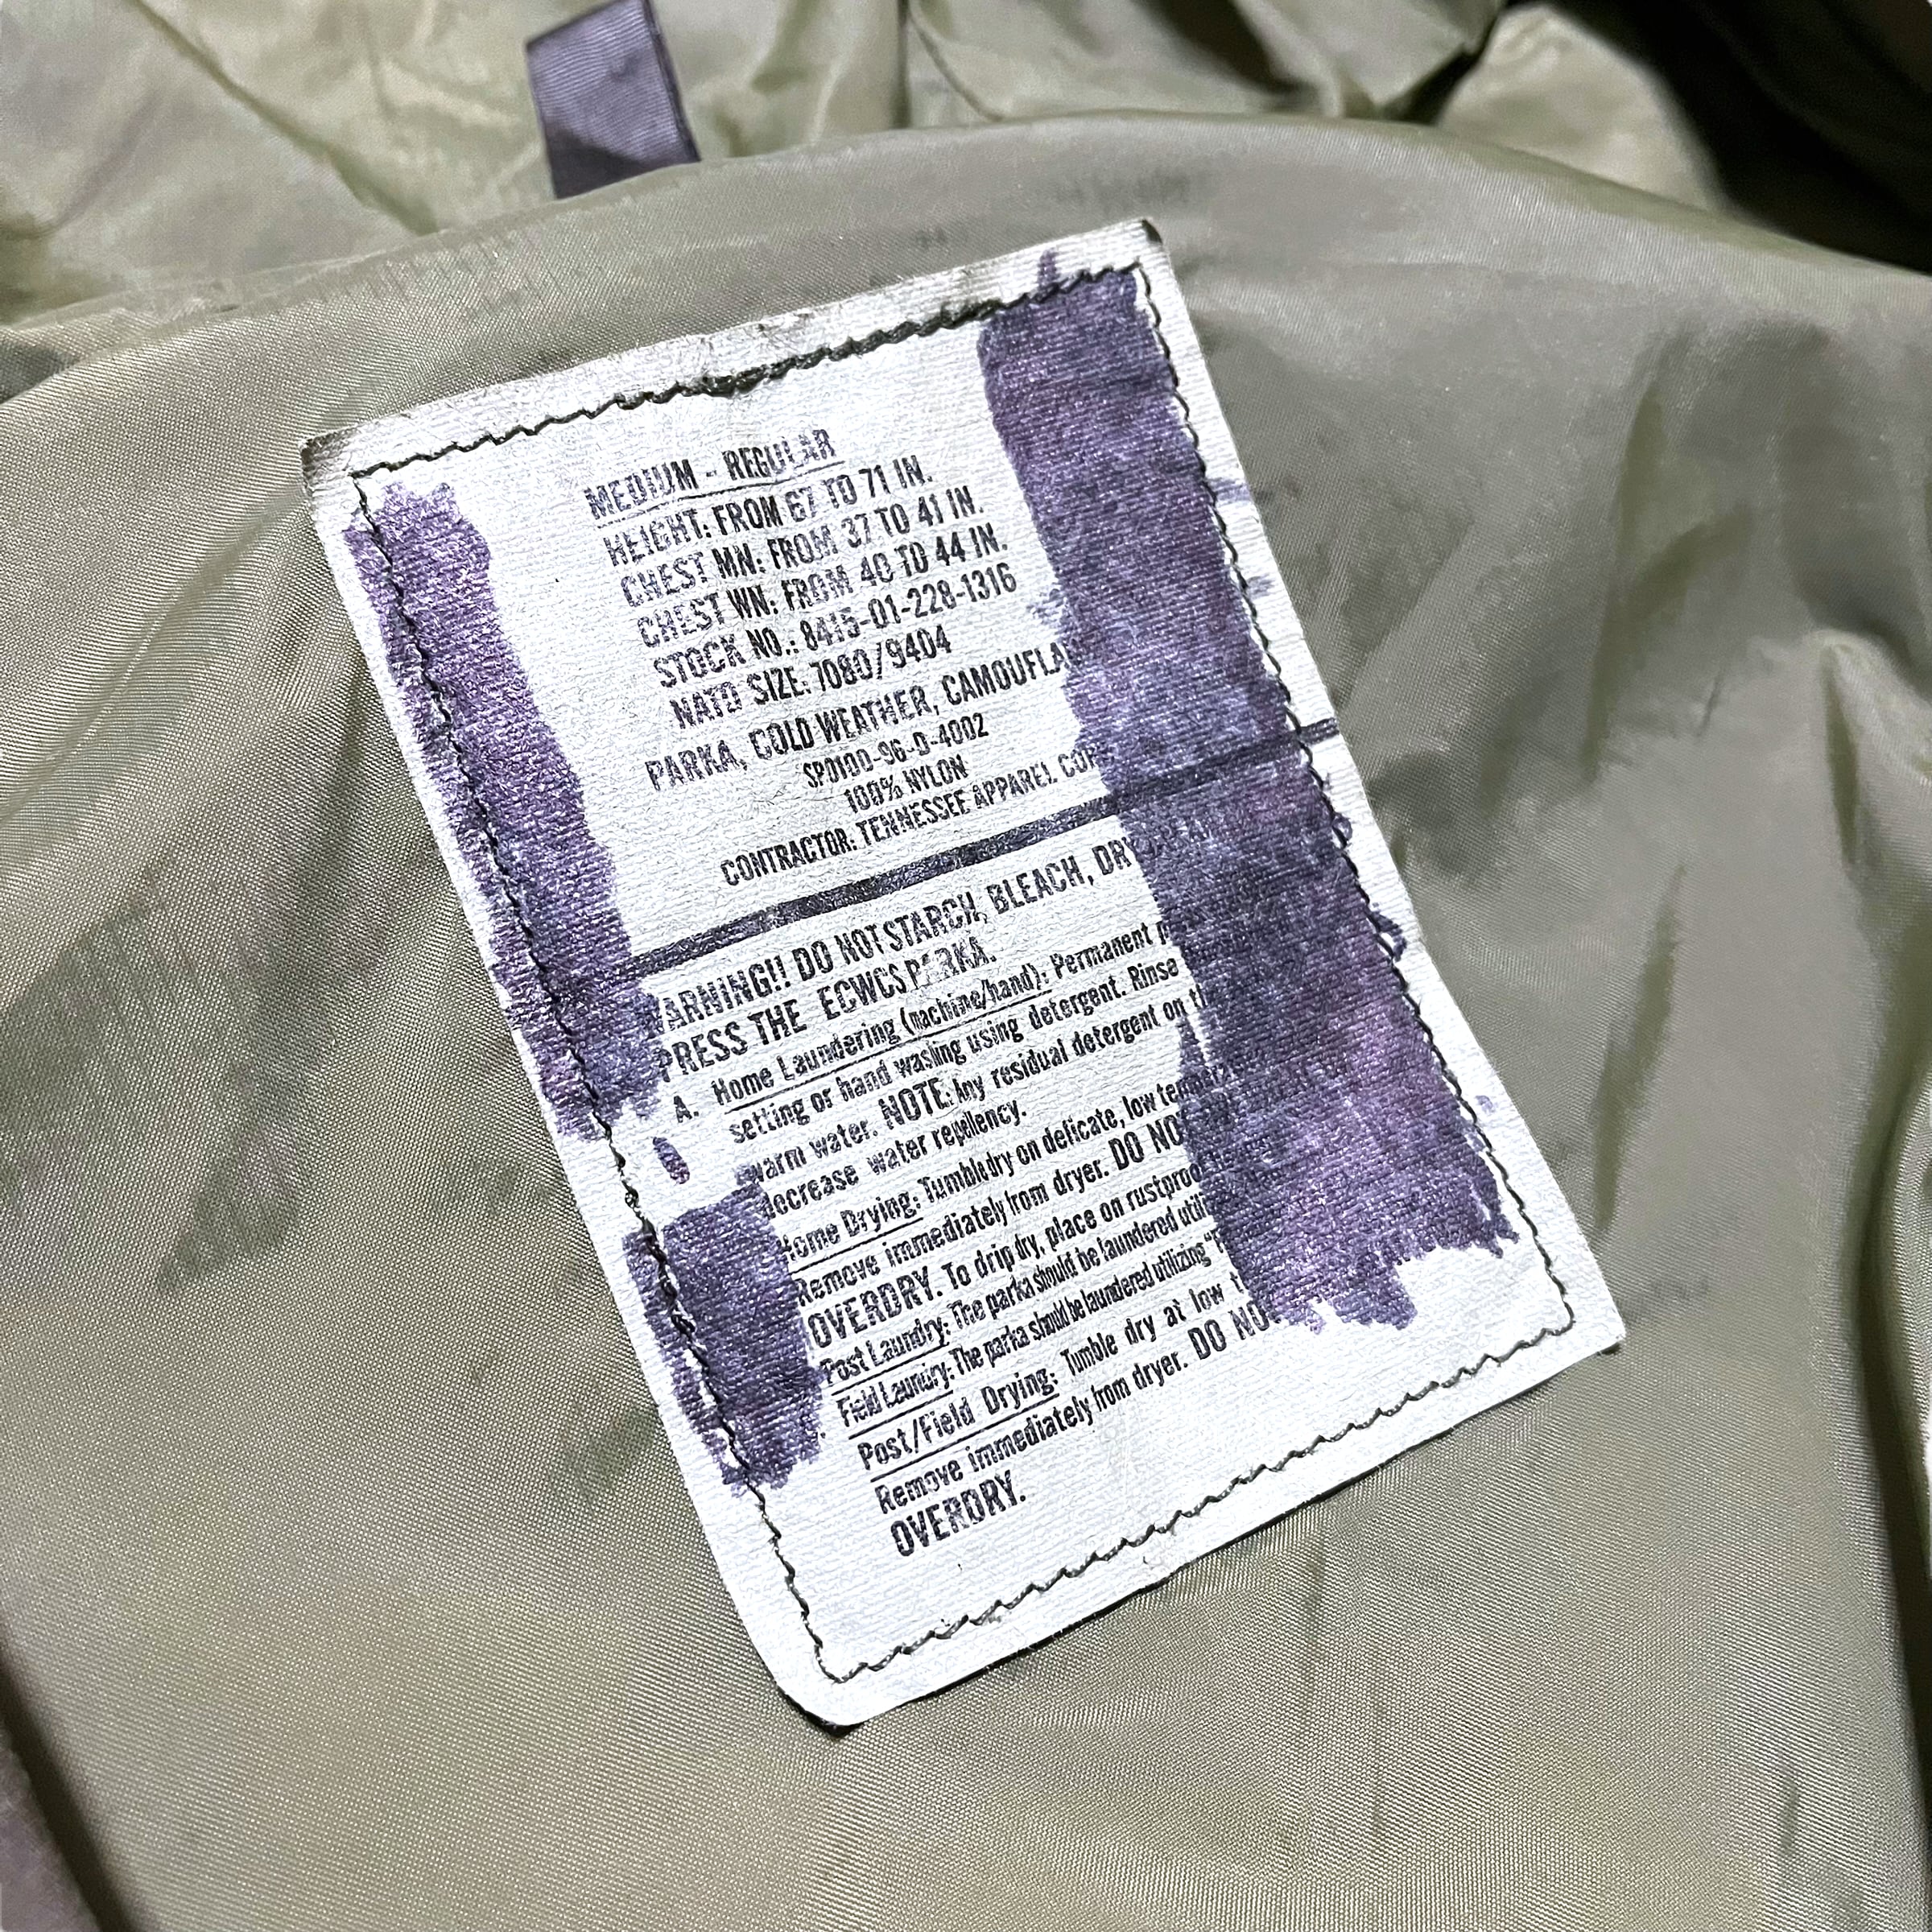 MEDIUM - REGULAR
HEIGHT: FROM 67 TO 71 IN.
CHEST MN: FROM 37 TO 41 IN.
CHEST WN: FROM 40 TO 44 IN.
STOCK NO.: 8415-01-228-1316
NATO SIZE: 7080/9404
PARKA, COLD WEATHER, CAMOUFLA
SPO100-96-D-4002
100% NYLON
CONTRACTOR: TENNESSEE APPAREL CORP
WARNING!! DO NOT STARCH, BLEACH, DRY
PRESS THE ECWCS PARKA.
A. Home Laundering (machine/hand): Permanent
setting or hand washing using detergent. Rinse
warm water. NOTE: Any residual detergent on
decrease water repellency.
Home Drying: Tumble dry on delicate, low tempera
Remove immediately from dryer. DO NO
OVERDRY. To drip dry, place on rustproo
Post Laundry: The parka should be laundered util
Field Laundry: The parka should be laundered utilizing
Post/Field Drying: Tumble dry at low
Remove immediately from dryer. DO NO
OVERDRY.